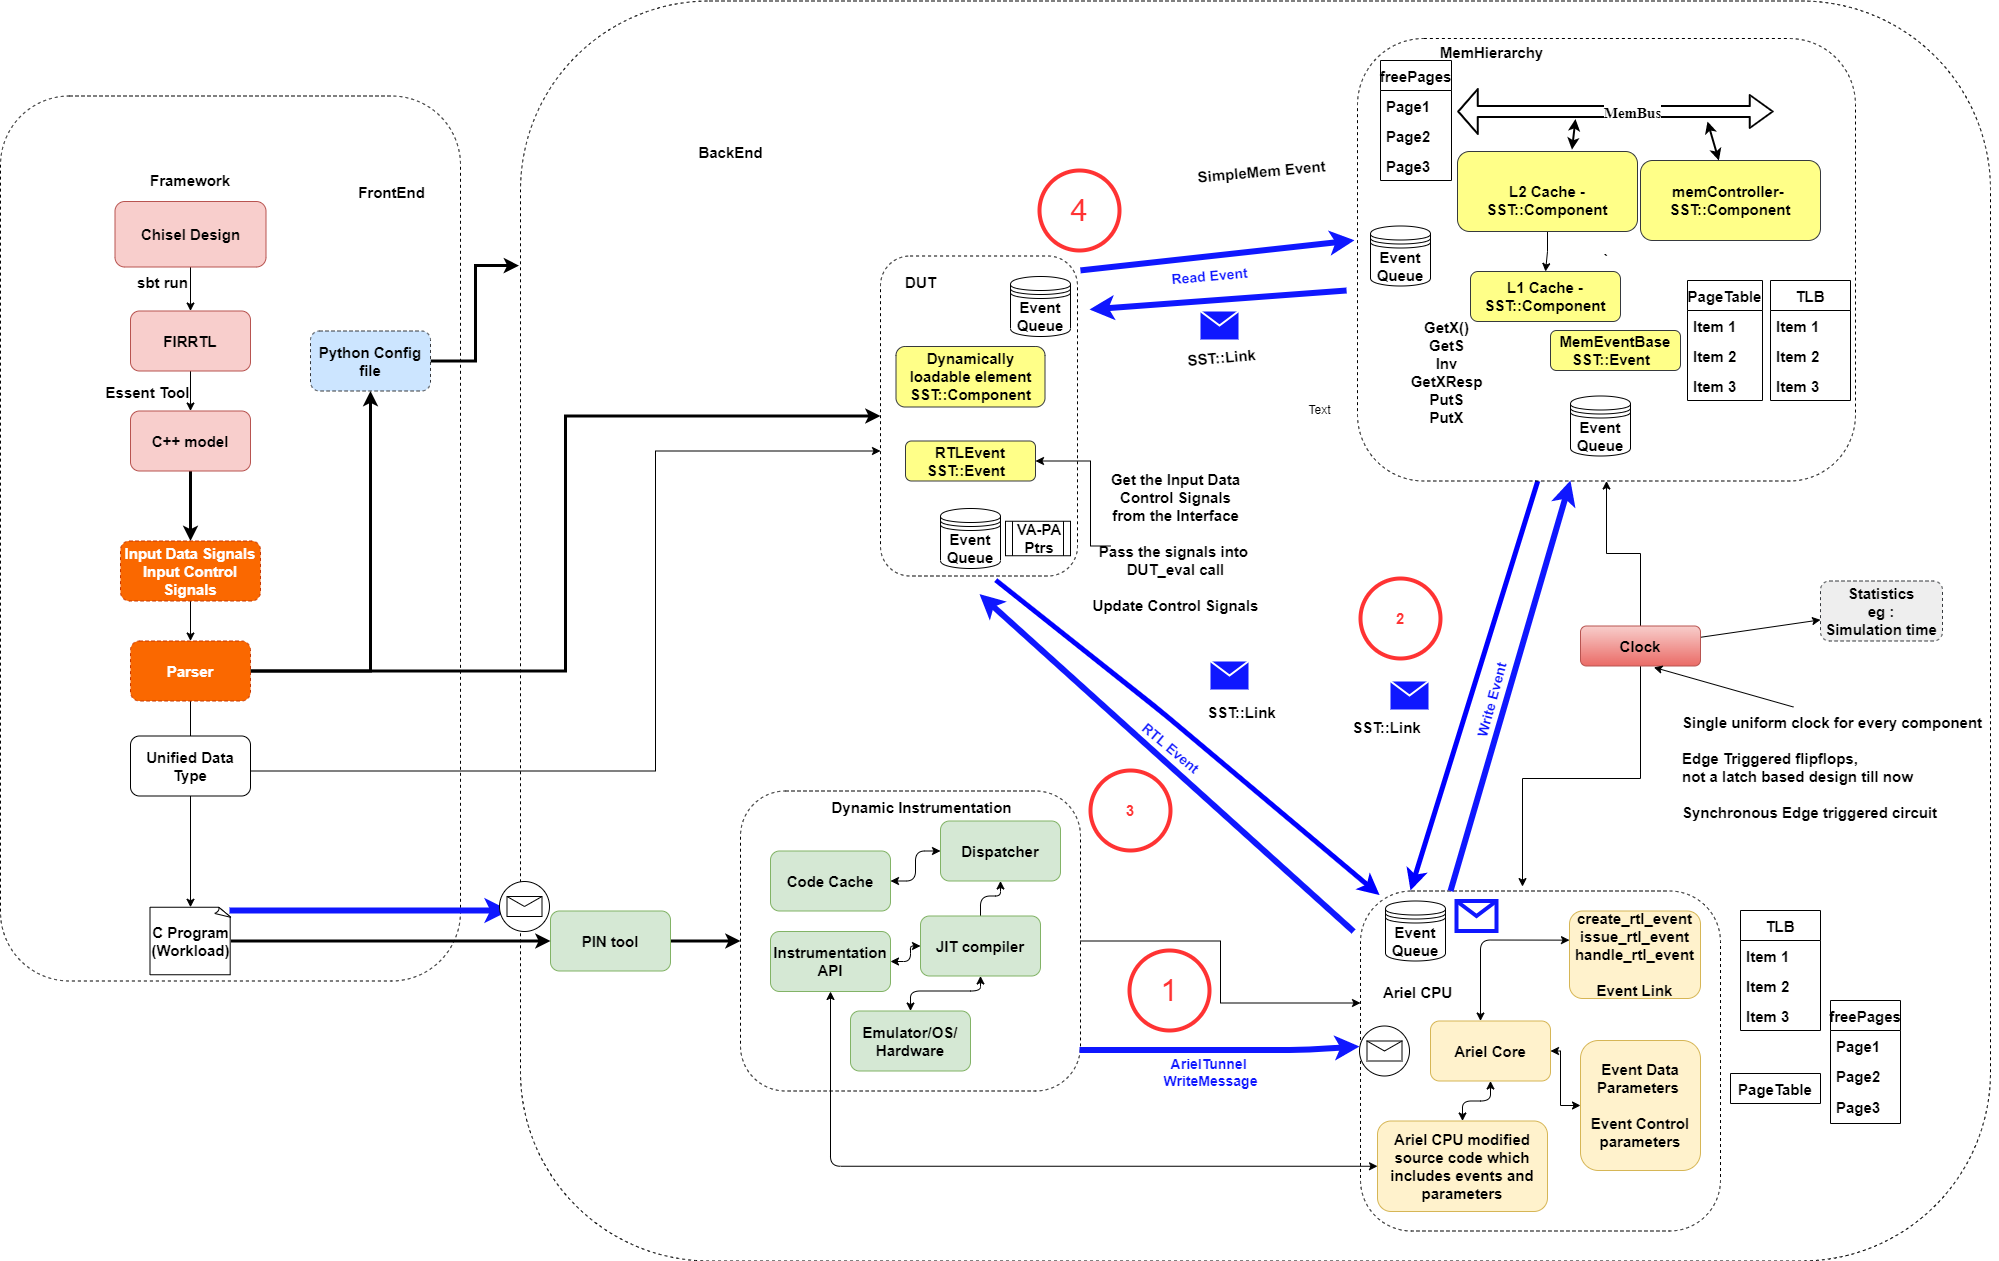 Framework
FrontEnd
Chisel Design
sbt run
FIRRTL
Essent Tool
C++ model
Input Data Signals
Input Control
Signals
Parser
Unified Data
Type
C Program
(Workload)
Python Config
file
BackEnd
PIN tool
Dynamic Instrumentation
Code Cache
Dispatcher
Instrumentation
API
JIT compiler
Emulator/OS/
Hardware
DUT
Event
Queue
Dynamically
loadable element
SST::Component
RTLEvent
SST::Event
Event
Queue
VA-PA
Ptrs
Get the Input Data
Control Signals
from the Interface
Pass the signals into
DUT_eval call
Update Control Signals
4
SimpleMem Event
Read Event
SST::Link
Text
MemHierarchy
freePages
Page1
Page2
Page3
MemBus
L2 Cache -
SST::Component
memController-
SST::Component
Event
Queue
L1 Cache -
SST::Component
GetX()
GetS
Inv
GetXResp
PutS
PutX
MemEventBase
SST::Event
PageTable
Item 1
Item 2
Item 3
TLB
Item 1
Item 2
Item 3
Event
Queue
2
SST::Link
Write Event
SST::Link
RTL Event
3
Clock
Statistics
eg :
Simulation time
Single uniform clock for every component
Edge Triggered flipflops,
not a latch based design till now
Synchronous Edge triggered circuit
1
ArielTunnel
WriteMessage
Event
Queue
Ariel CPU
create_rtl_event
issue_rtl_event
handle_rtl_event
Event Link
Ariel Core
Event Data
Parameters
Event Control
parameters
Ariel CPU modified
source code which
includes events and
parameters
TLB
Item 1
Item 2
Item 3
PageTable
freePages
Page1
Page2
Page3